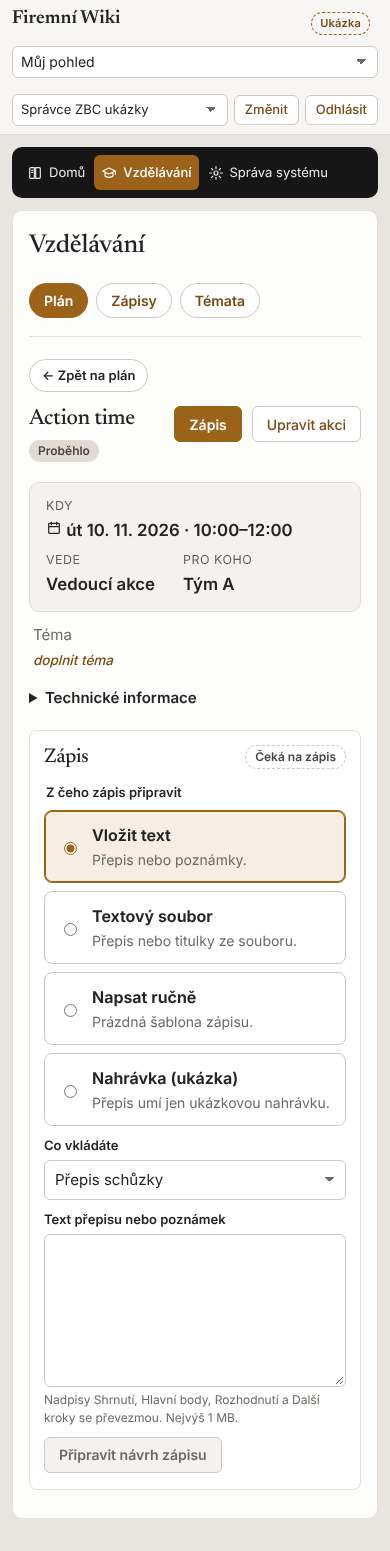 Firemní Wiki
Ukázka
Můj pohled
Správce ZBC ukázky
Změnit
Odhlásit
Domů
Vzdělávání
Správa systému
Vzdělávání
Plán
Zápisy
Témata
← Zpět na plán
Action time
Zápis
Upravit akci
Proběhlo
KDY
út 10. 11. 2026 · 10:00–12:00
VEDE
PRO KOHO
Vedoucí akce
Tým A
Téma
doplnit téma
Technické informace
Zápis
Čeká na zápis
Z čeho zápis připravit
Vložit text
Přepis nebo poznámky.
Textový soubor
Přepis nebo titulky ze souboru.
Napsat ručně
Prázdná šablona zápisu.
Nahrávka (ukázka)
Přepis umí jen ukázkovou nahrávku.
Co vkládáte
Přepis schůzky
Text přepisu nebo poznámek
Nadpisy Shrnutí, Hlavní body, Rozhodnutí a Další
kroky se převezmou. Nejvýš 1 MB.
Připravit návrh zápisu